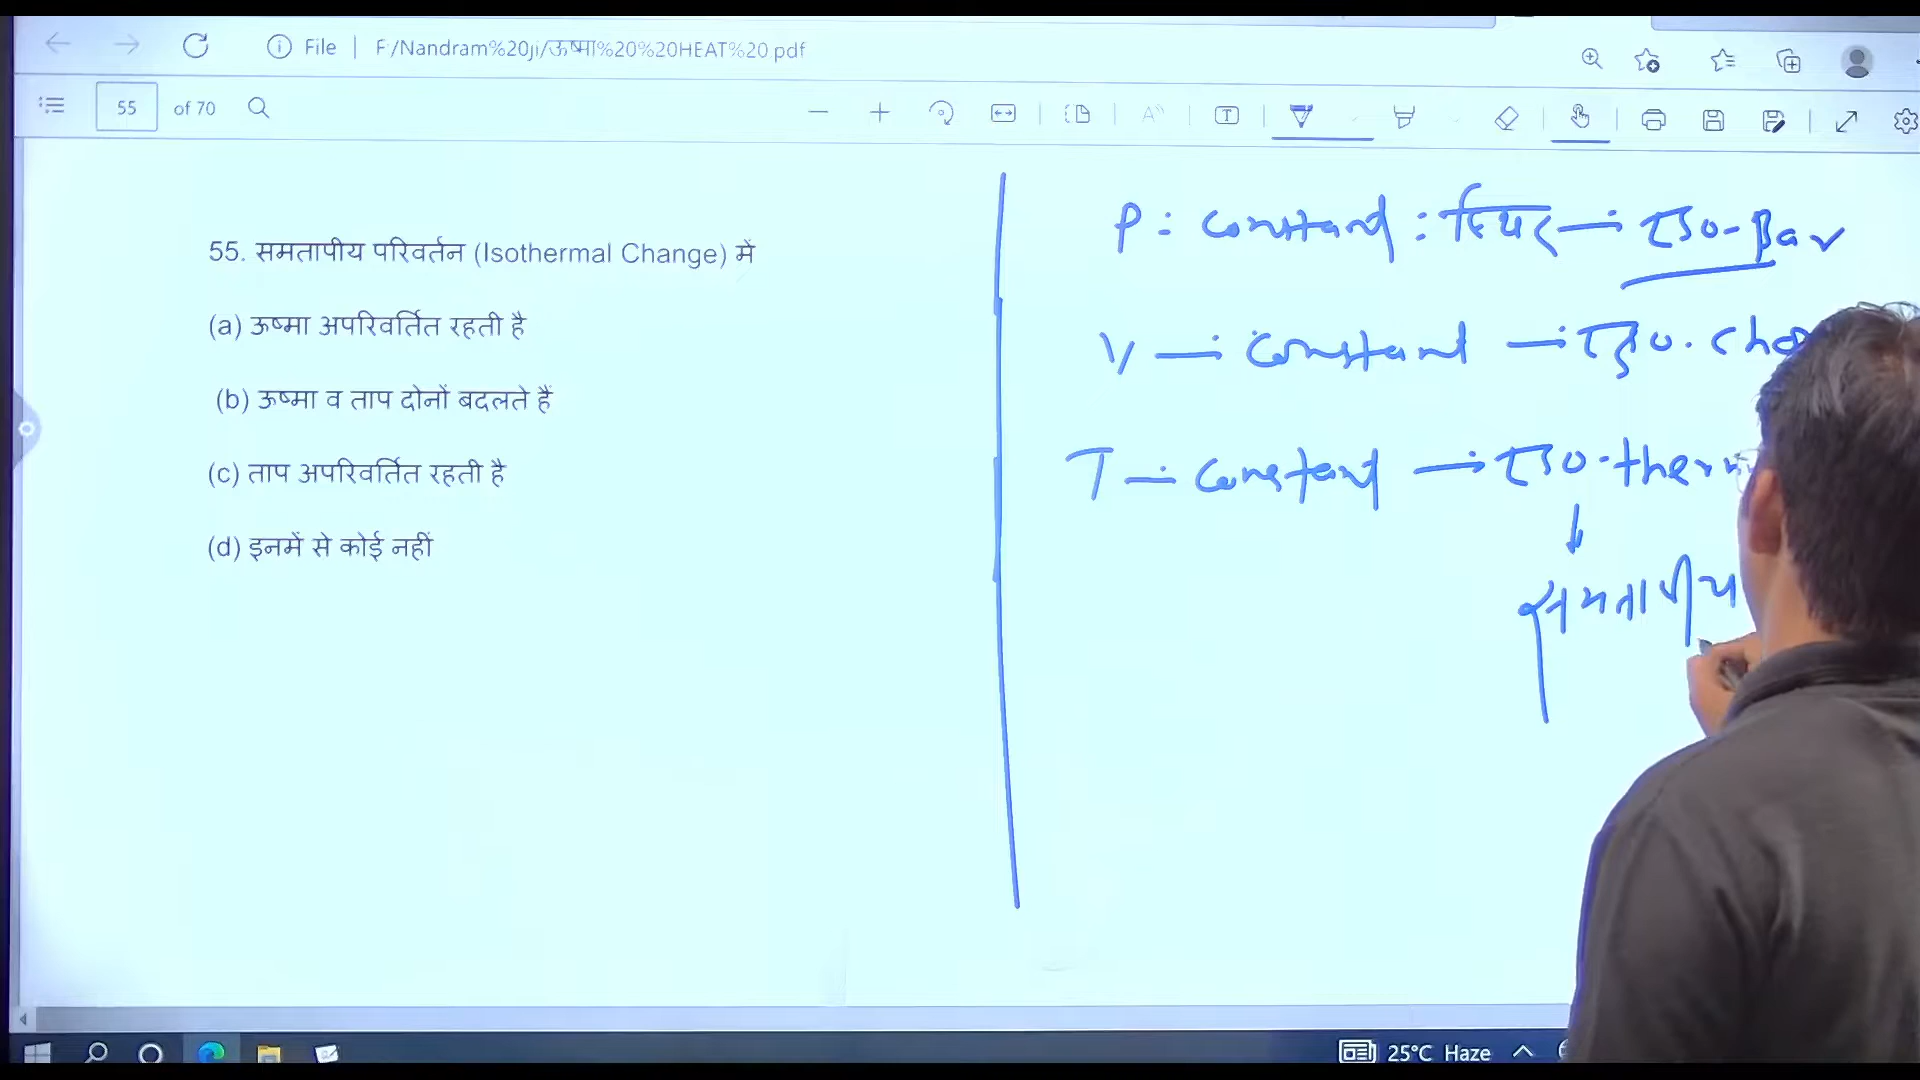 File | F:/Nandram%20ji/ऊष्मा%20%20HEAT%20.pdf
55 of 70
55. समतापीय परिवर्तन (Isothermal Change) में
(a) ऊष्मा अपरिवर्तित रहती है
(b) ऊष्मा व ताप दोनों बदलते हैं
(c) ताप अपरिवर्तित रहती है
(d) इनमें से कोई नहीं
P : Constant : स्थिर → Iso-Bar
V → Constant → Iso-Cho
T → Constant → Iso-ther
समतापीय
25°C Haze